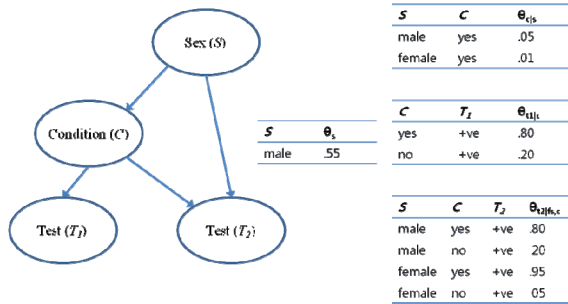 Sex (S)
Condition (C)
Test (T1)
Test (T2)
S θs
male .55
S C θc|s
male yes .05
female yes .01
C T1 θt1|c
yes +ve .80
no +ve .20
S C T2 θt2|s,c
male yes +ve .80
male no +ve 20
female yes +ve .95
female no +ve 05